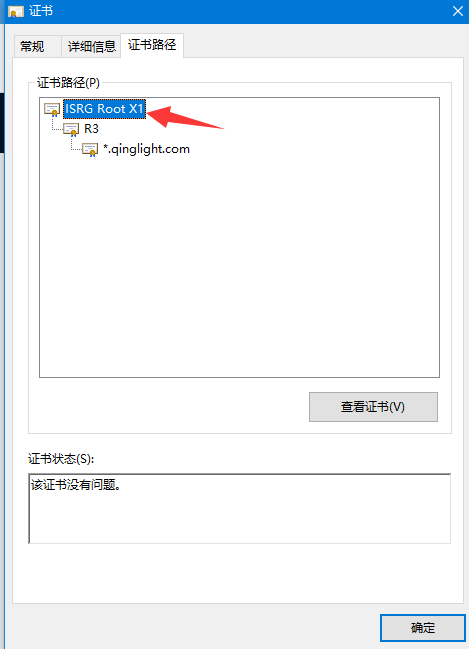 证书
常规 详细信息 证书路径
证书路径(P)
ISRG Root X1
R3
*.qinglight.com
查看证书(V)
证书状态(S):
该证书没有问题。
确定